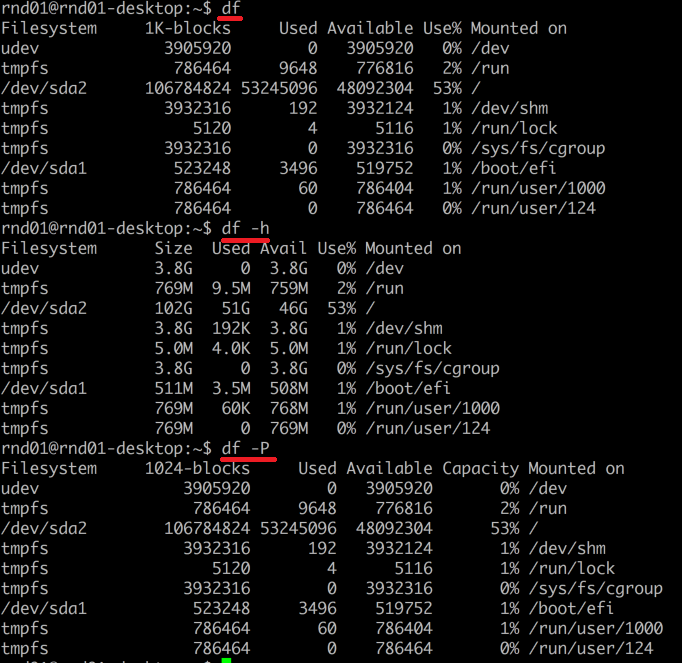 rnd01@rnd01-desktop:~$ df
Filesystem     1K-blocks     Used Available Use% Mounted on
udev             3905920        0   3905920   0% /dev
tmpfs             786464     9648    776816   2% /run
/dev/sda2      106784824 53245096  48092304  53% /
tmpfs            3932316      192   3932124   1% /dev/shm
tmpfs               5120        4      5116   1% /run/lock
tmpfs            3932316        0   3932316   0% /sys/fs/cgroup
/dev/sda1         523248     3496    519752   1% /boot/efi
tmpfs             786464       60    786404   1% /run/user/1000
tmpfs             786464        0    786464   0% /run/user/124
rnd01@rnd01-desktop:~$ df -h
Filesystem      Size  Used Avail Use% Mounted on
udev            3.8G     0  3.8G   0% /dev
tmpfs           769M  9.5M  759M   2% /run
/dev/sda2       102G   51G   46G  53% /
tmpfs           3.8G  192K  3.8G   1% /dev/shm
tmpfs           5.0M  4.0K  5.0M   1% /run/lock
tmpfs           3.8G     0  3.8G   0% /sys/fs/cgroup
/dev/sda1       511M  3.5M  508M   1% /boot/efi
tmpfs           769M   60K  768M   1% /run/user/1000
tmpfs           769M     0  769M   0% /run/user/124
rnd01@rnd01-desktop:~$ df -P
Filesystem     1024-blocks     Used Available Capacity Mounted on
udev               3905920        0   3905920       0% /dev
tmpfs               786464     9648    776816       2% /run
/dev/sda2        106784824 53245096  48092304      53% /
tmpfs              3932316      192   3932124       1% /dev/shm
tmpfs                 5120        4      5116       1% /run/lock
tmpfs              3932316        0   3932316       0% /sys/fs/cgroup
/dev/sda1           523248     3496    519752       1% /boot/efi
tmpfs               786464       60    786404       1% /run/user/1000
tmpfs               786464        0    786464       0% /run/user/124
rnd01@rnd01-desktop:~$